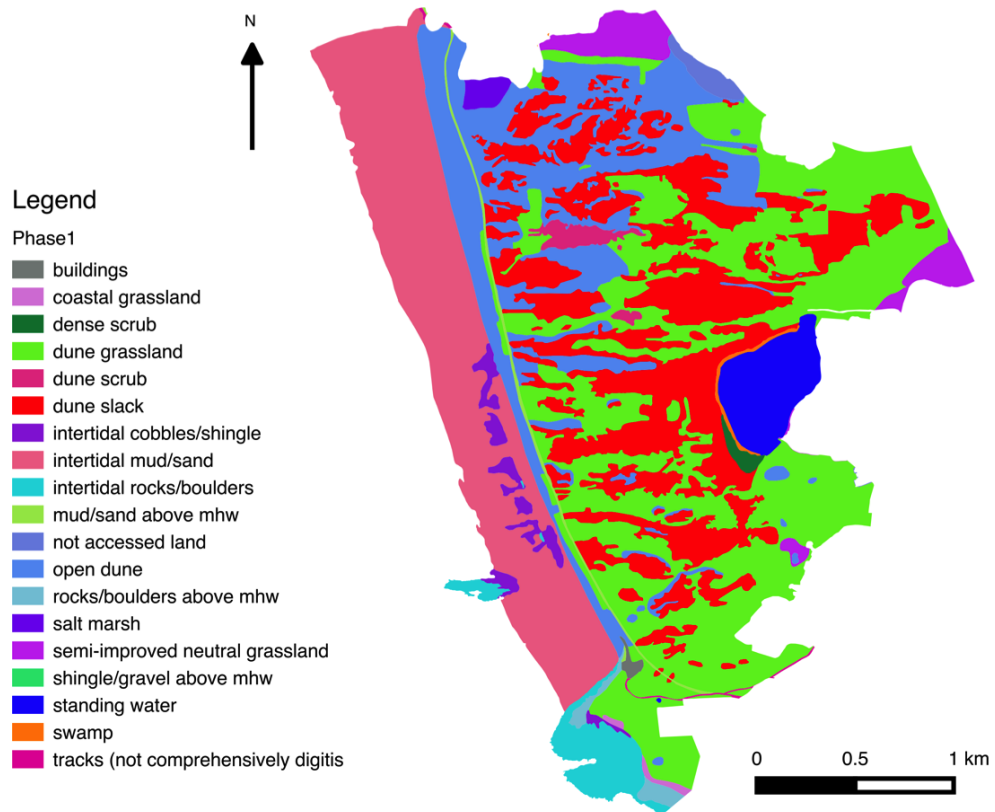 N
Legend
Phase1
buildings
coastal grassland
dense scrub
dune grassland
dune scrub
dune slack
intertidal cobbles/shingle
intertidal mud/sand
intertidal rocks/boulders
mud/sand above mhw
not accessed land
open dune
rocks/boulders above mhw
salt marsh
semi-improved neutral grassland
shingle/gravel above mhw
standing water
swamp
tracks (not comprehensively digitis
0 0.5 1 km